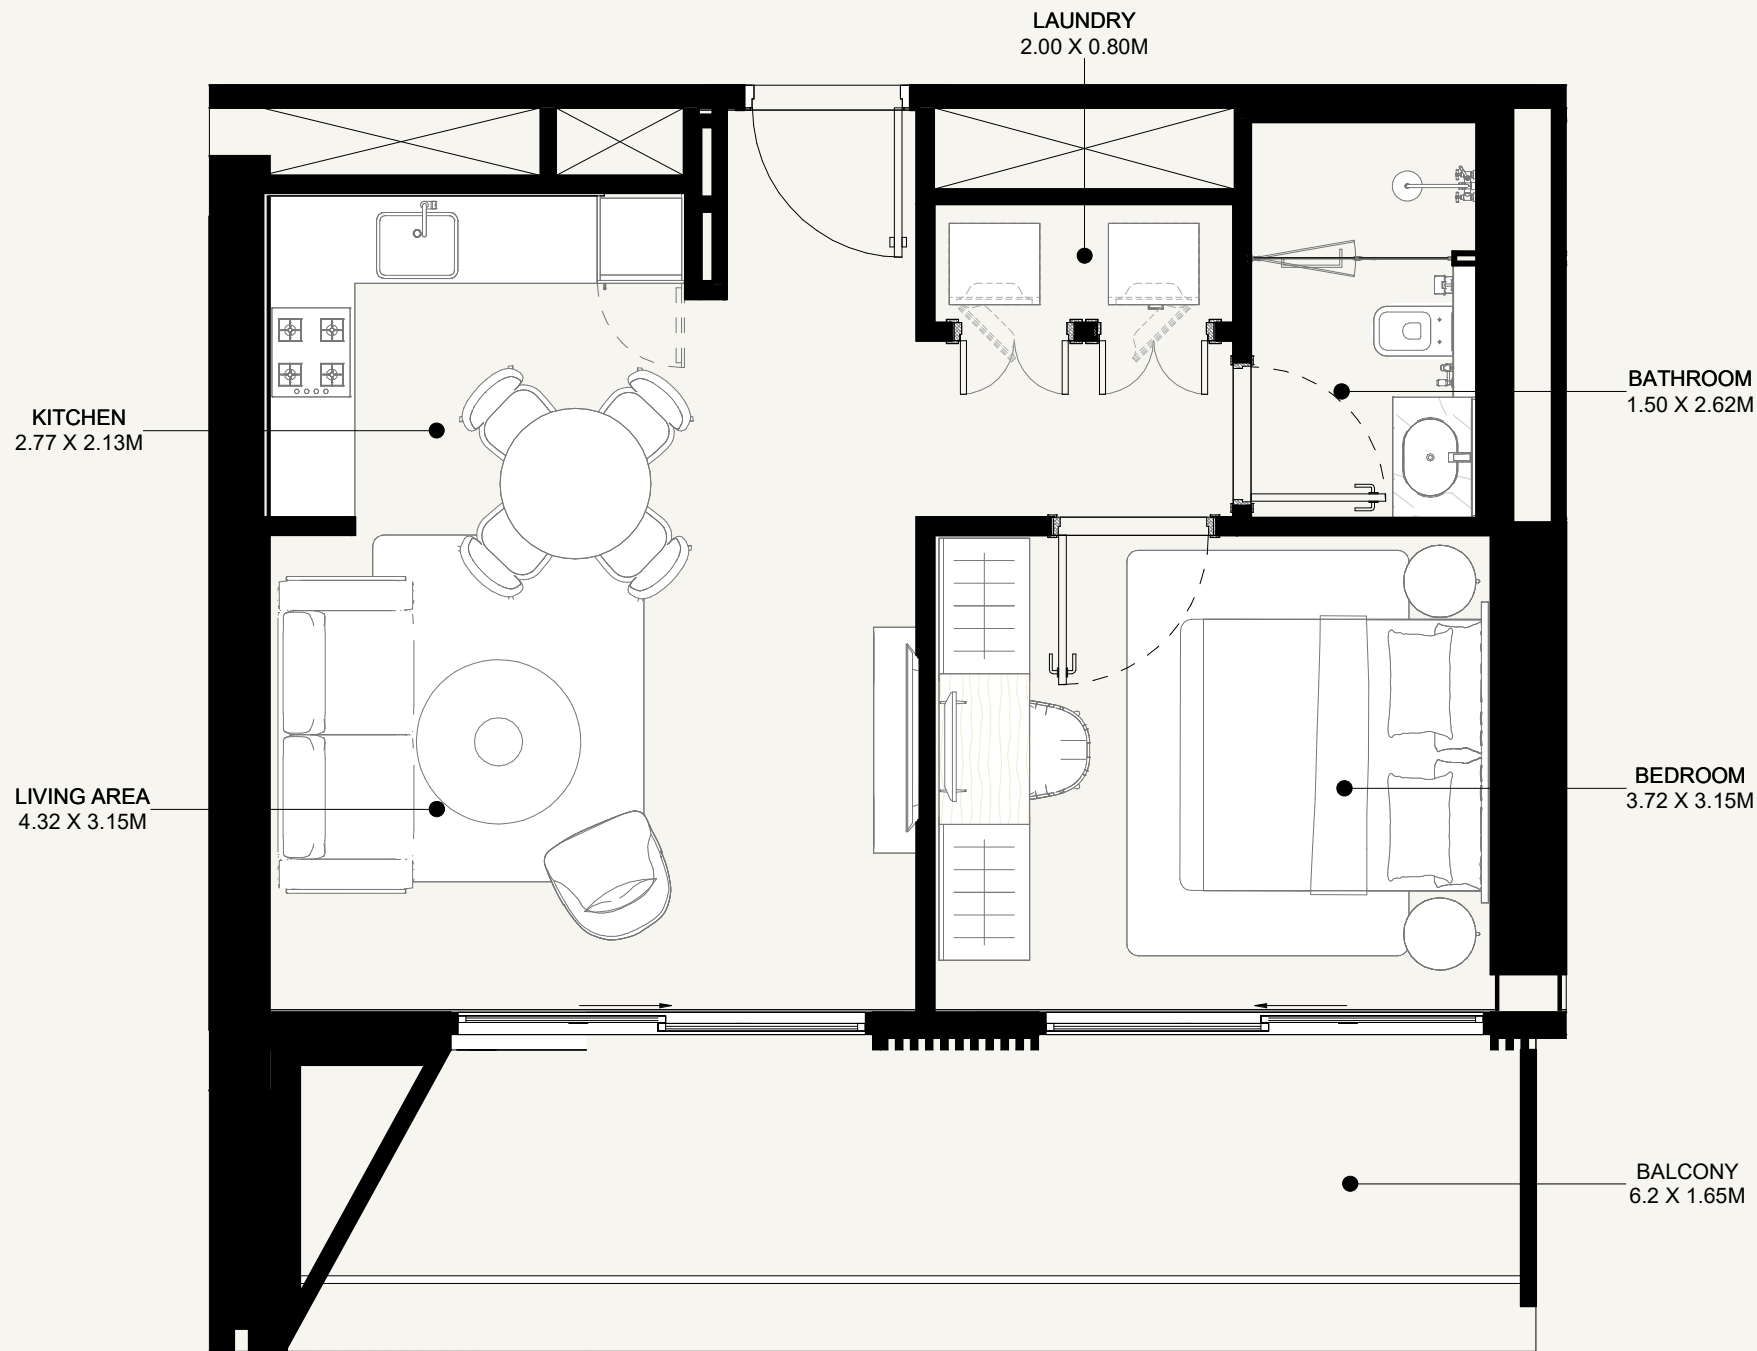 LAUNDRY
2.00 X 0.80M
KITCHEN
2.77 X 2.13M
BATHROOM
1.50 X 2.62M
LIVING AREA
4.32 X 3.15M
BEDROOM
3.72 X 3.15M
BALCONY
6.2 X 1.65M